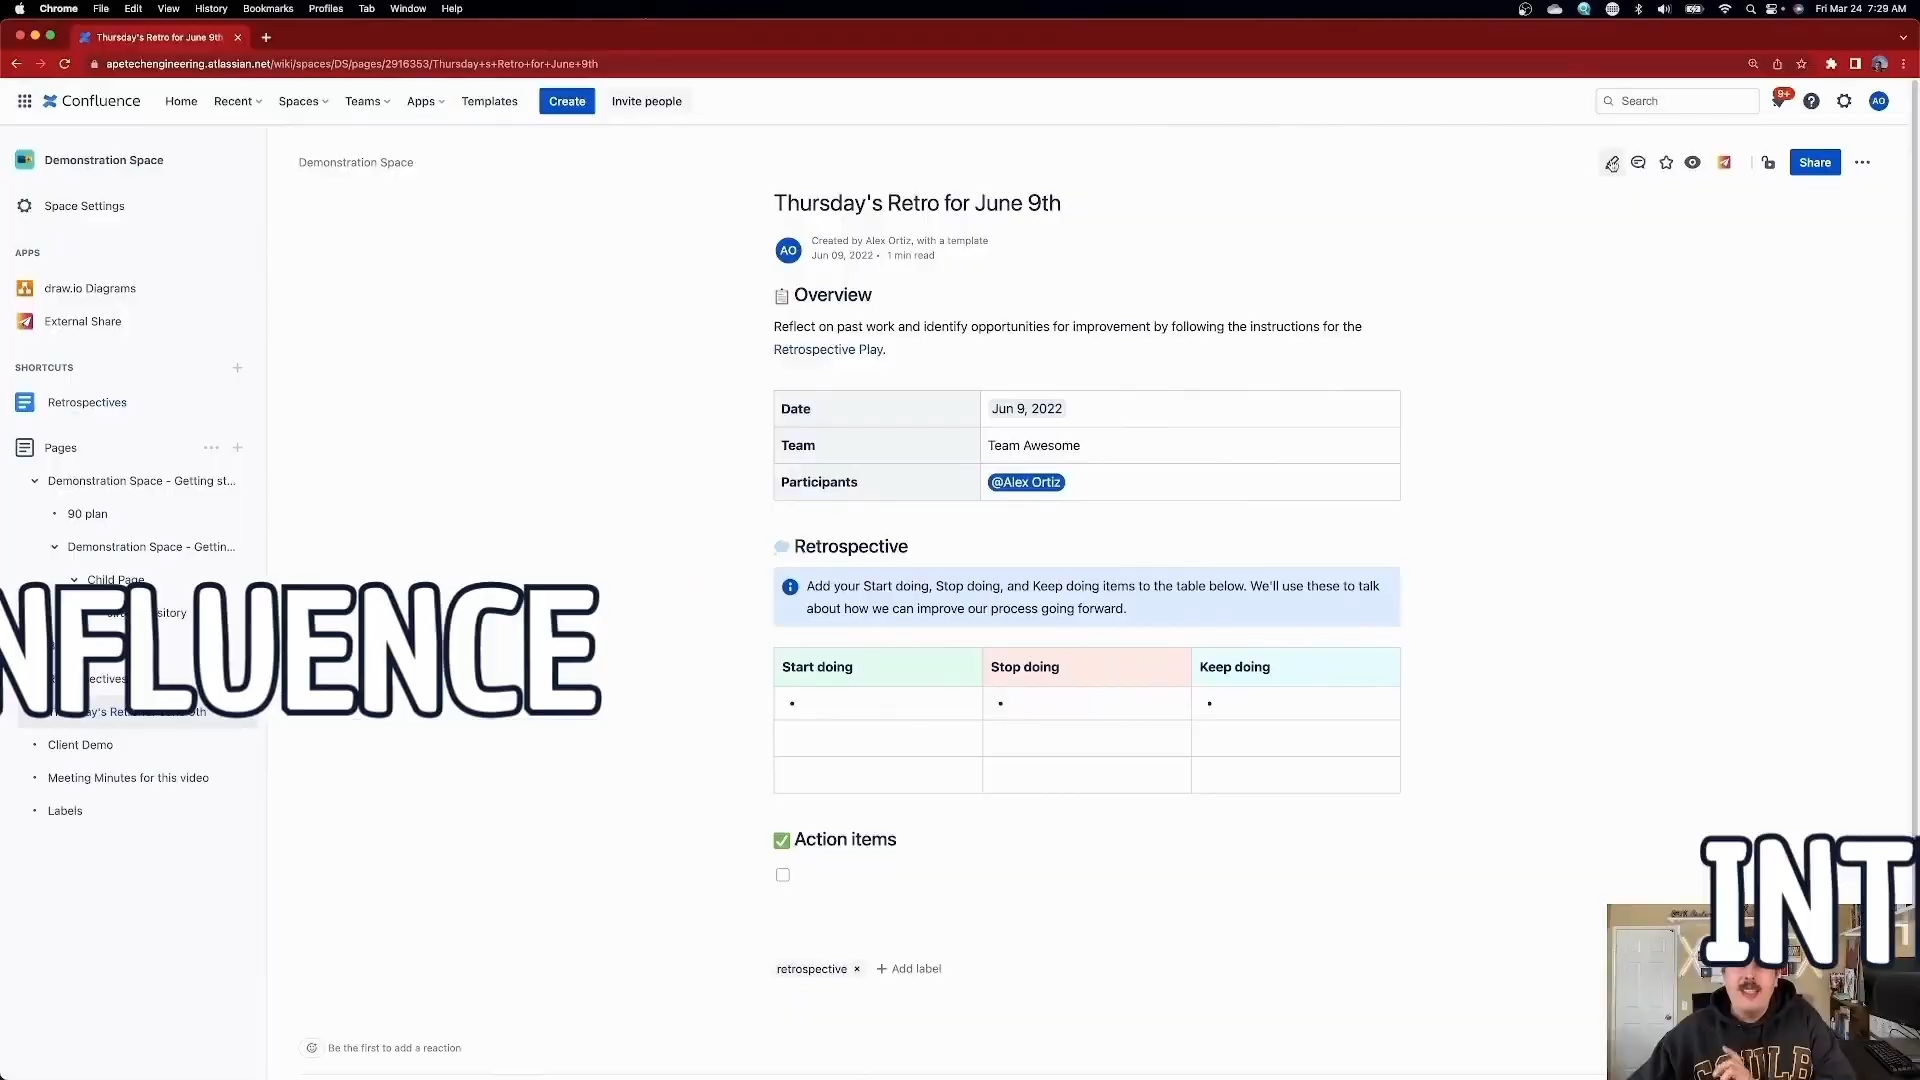 Chrome File Edit View History Bookmarks Profiles Tab Window Help
Fri Mar 24 7:29 AM
Thursday's Retro for June 9th
apetechengineering.atlassian.net/wiki/spaces/DS/pages/2916353/Thursday+s+Retro+for+June+9th
Confluence Home Recent Spaces Teams Apps Templates Create Invite people
Search 9+ AO
Demonstration Space
Space Settings
APPS
draw.io Diagrams
External Share
SHORTCUTS
Retrospectives
Pages
Demonstration Space - Getting st...
90 plan
Demonstration Space - Gettin...
Child Page
Client Demo
Meeting Minutes for this video
Labels
NFLUENCE
Demonstration Space
Share
Thursday's Retro for June 9th
AO
Created by Alex Ortiz, with a template
Jun 09, 2022 • 1 min read
Overview
Reflect on past work and identify opportunities for improvement by following the instructions for the
Retrospective Play.
Date Jun 9, 2022
Team Team Awesome
Participants @Alex Ortiz
Retrospective
Add your Start doing, Stop doing, and Keep doing items to the table below. We'll use these to talk
about how we can improve our process going forward.
Start doing Stop doing Keep doing
Action items
retrospective × + Add label
Be the first to add a reaction
INT